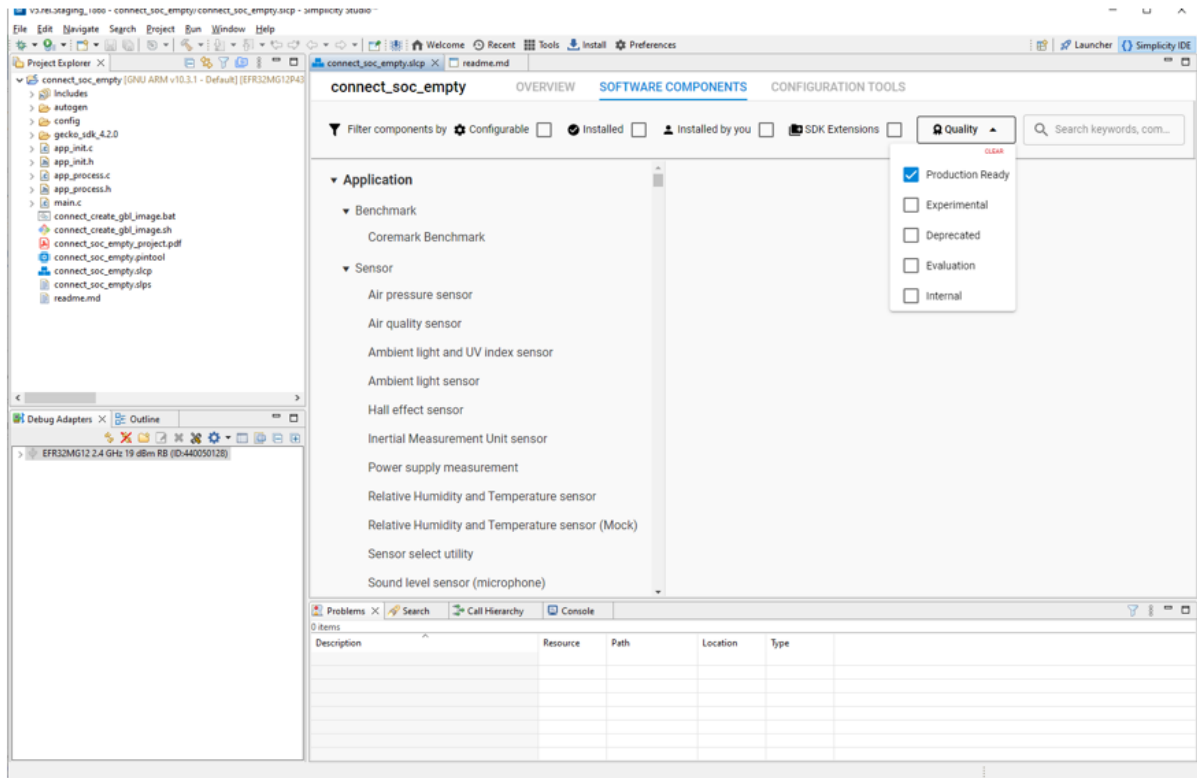 v5.rel.Staging_1060 - connect_soc_empty/connect_soc_empty.slcp - Simplicity Studio™
File Edit Navigate Search Project Run Window Help
Welcome Recent Tools Install Preferences
Launcher Simplicity IDE
Project Explorer
connect_soc_empty [GNU ARM v10.3.1 - Default] [EFR32MG12P43
Includes
autogen
config
gecko_sdk_4.2.0
app_init.c
app_init.h
app_process.c
app_process.h
main.c
connect_create_gbl_image.bat
connect_create_gbl_image.sh
connect_soc_empty_project.pdf
connect_soc_empty.pintool
connect_soc_empty.slcp
connect_soc_empty.slps
readme.md
Debug Adapters Outline
EFR32MG12 2.4 GHz 19 dBm RB (ID:440050128)
connect_soc_empty.slcp readme.md
connect_soc_empty OVERVIEW SOFTWARE COMPONENTS CONFIGURATION TOOLS
Filter components by Configurable Installed Installed by you SDK Extensions Quality Search keywords, com...
CLEAR
Production Ready
Experimental
Deprecated
Evaluation
Internal
Application
Benchmark
Coremark Benchmark
Sensor
Air pressure sensor
Air quality sensor
Ambient light and UV index sensor
Ambient light sensor
Hall effect sensor
Inertial Measurement Unit sensor
Power supply measurement
Relative Humidity and Temperature sensor
Relative Humidity and Temperature sensor (Mock)
Sensor select utility
Sound level sensor (microphone)
Problems Search Call Hierarchy Console
0 items
Description Resource Path Location Type